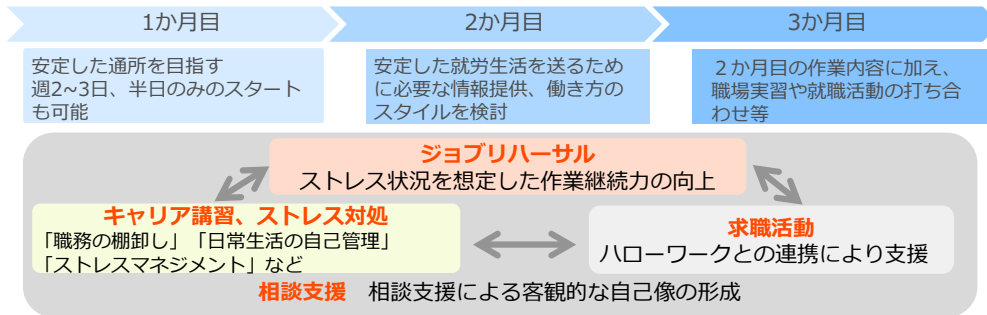 1か月目
2か月目
3か月目
安定した通所を目指す
週2~3日、半日のみのスタート
も可能
安定した就労生活を送るため
に必要な情報提供、働き方の
スタイルを検討
２か月目の作業内容に加え、
職場実習や就職活動の打ち合
わせ等
ジョブリハーサル
ストレス状況を想定した作業継続力の向上
キャリア講習、ストレス対処
「職務の棚卸し」「日常生活の自己管理」
「ストレスマネジメント」など
求職活動
ハローワークとの連携により支援
相談支援　相談支援による客観的な自己像の形成